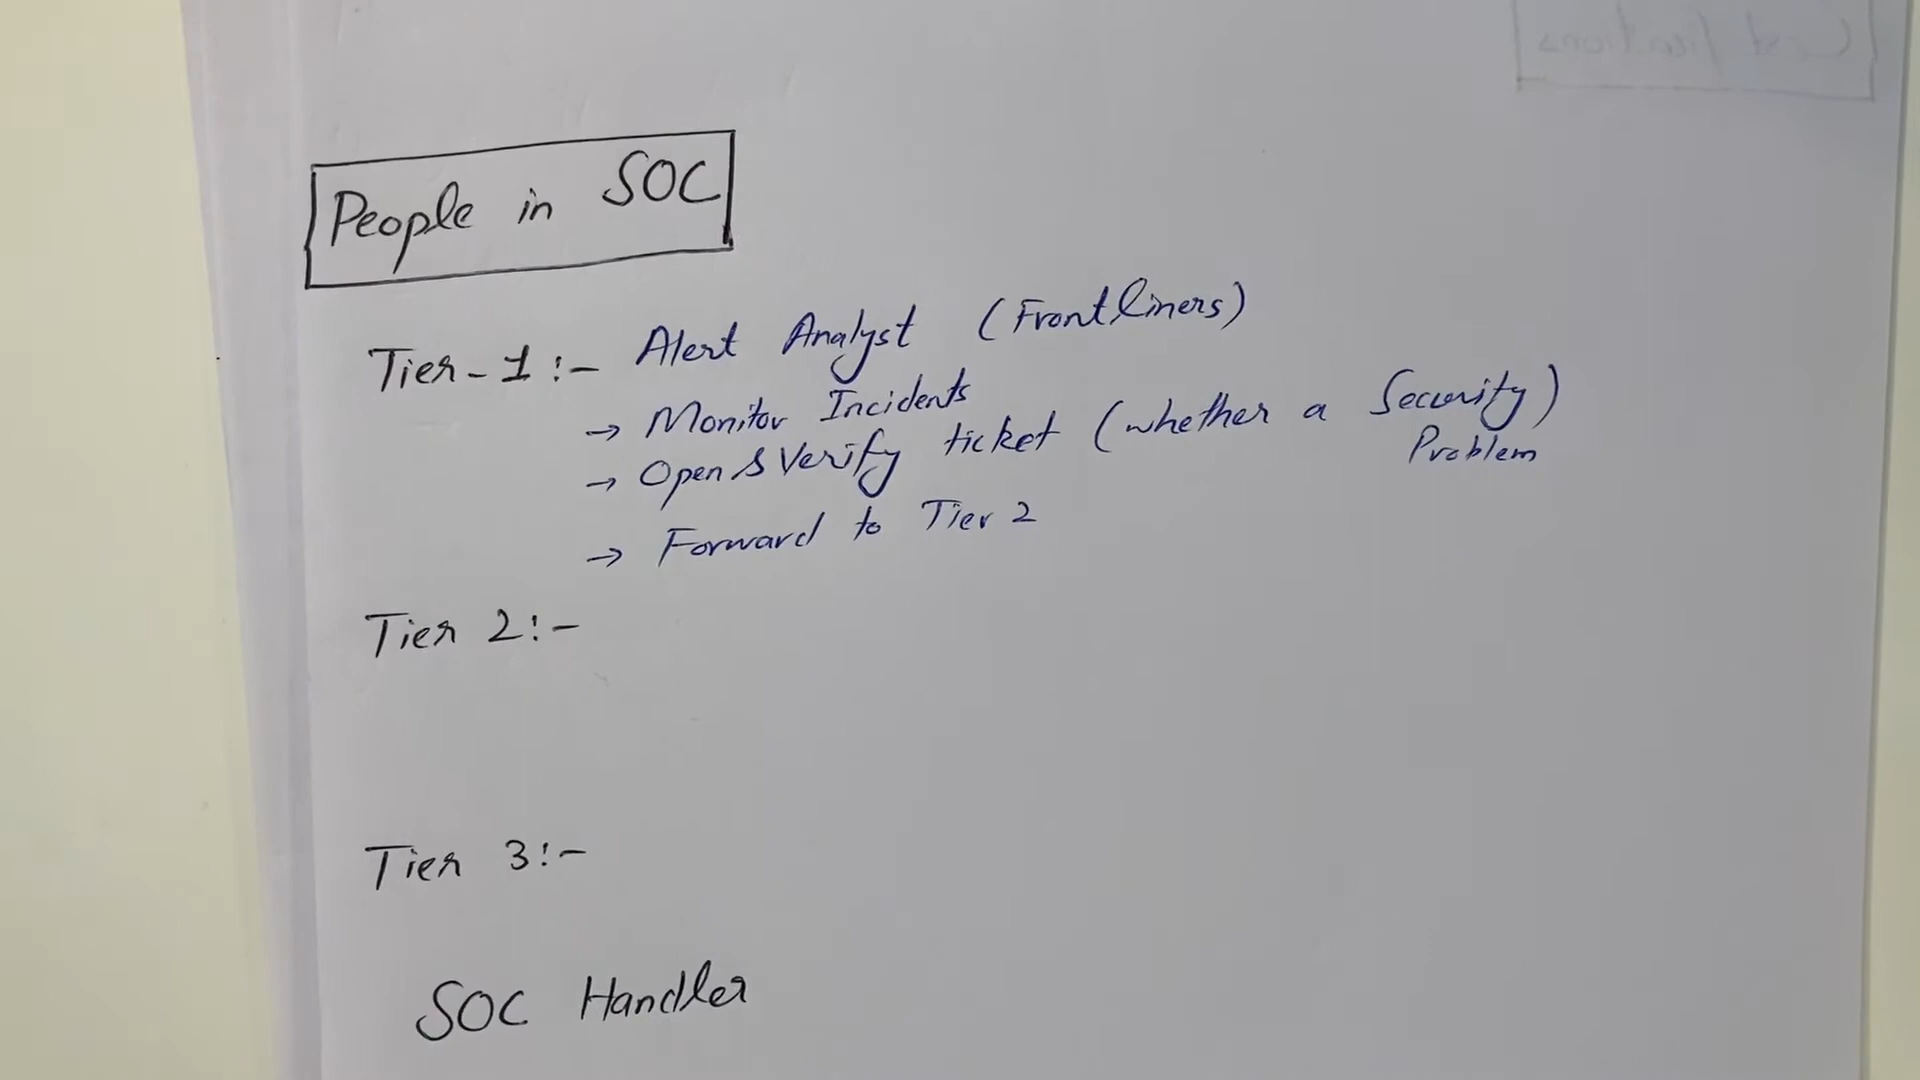 People in SOC
Tier-1:- Alert Analyst (Frontliners)
→ Monitor Incidents
→ Open & Verify ticket (whether a Security)
Problem
→ Forward to Tier 2
Tier 2:-
Tier 3:-
SOC Handler